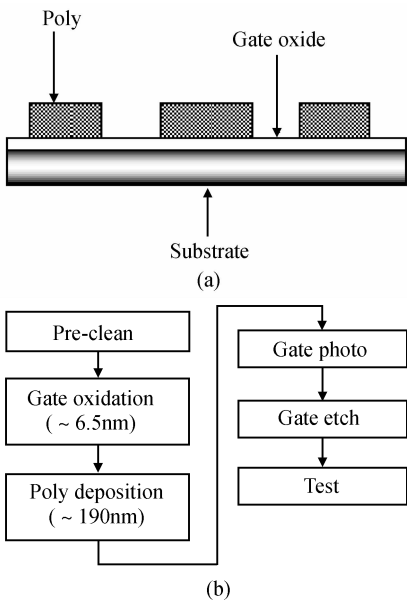 Poly
Gate oxide
Substrate
(a)
Pre-clean
Gate oxidation
( ~ 6.5nm)
Poly deposition
( ~ 190nm)
Gate photo
Gate etch
Test
(b)